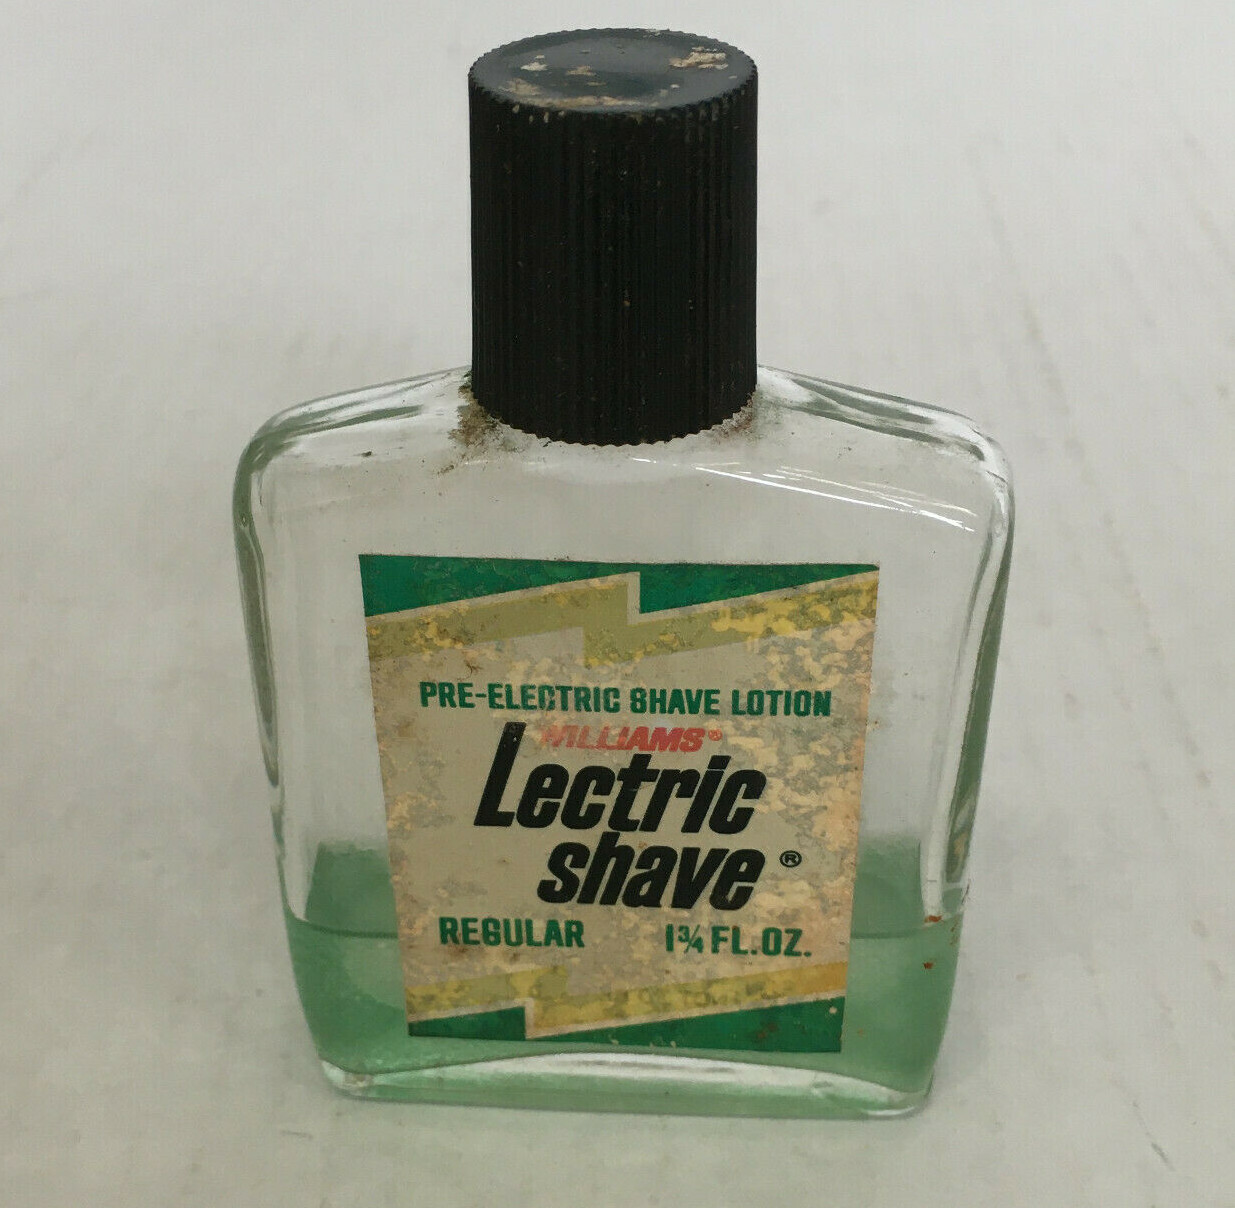 PRE-ELECTRIC SHAVE LOTION
WILLIAMS®
Lectric
shave ®
REGULAR 1¾ FL.OZ.